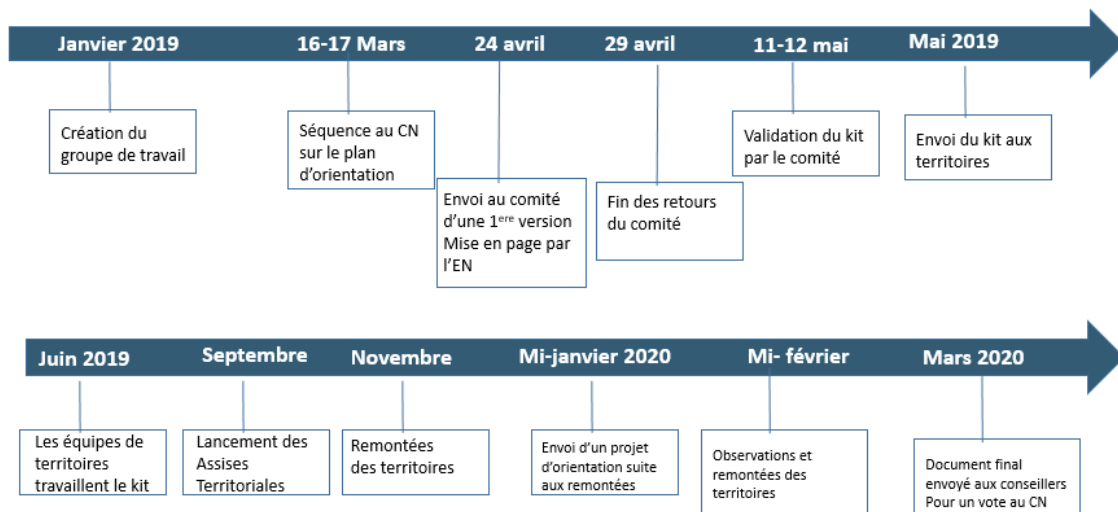 Janvier 2019
16-17 Mars
24 avril
29 avril
11-12 mai
Mai 2019
Création du
groupe de travail
Séquence au CN
sur le plan
d'orientation
Envoi au comité
d'une 1ere version
Mise en page par
l'EN
Fin des retours
du comité
Validation du kit
par le comité
Envoi du kit aux
territoires
Juin 2019
Septembre
Novembre
Mi-janvier 2020
Mi- février
Mars 2020
Les équipes de
territoires
travaillent le kit
Lancement des
Assises
Territoriales
Remontées
des territoires
Envoi d'un projet
d'orientation suite
aux remontées
Observations et
remontées des
territoires
Document final
envoyé aux conseillers
Pour un vote au CN